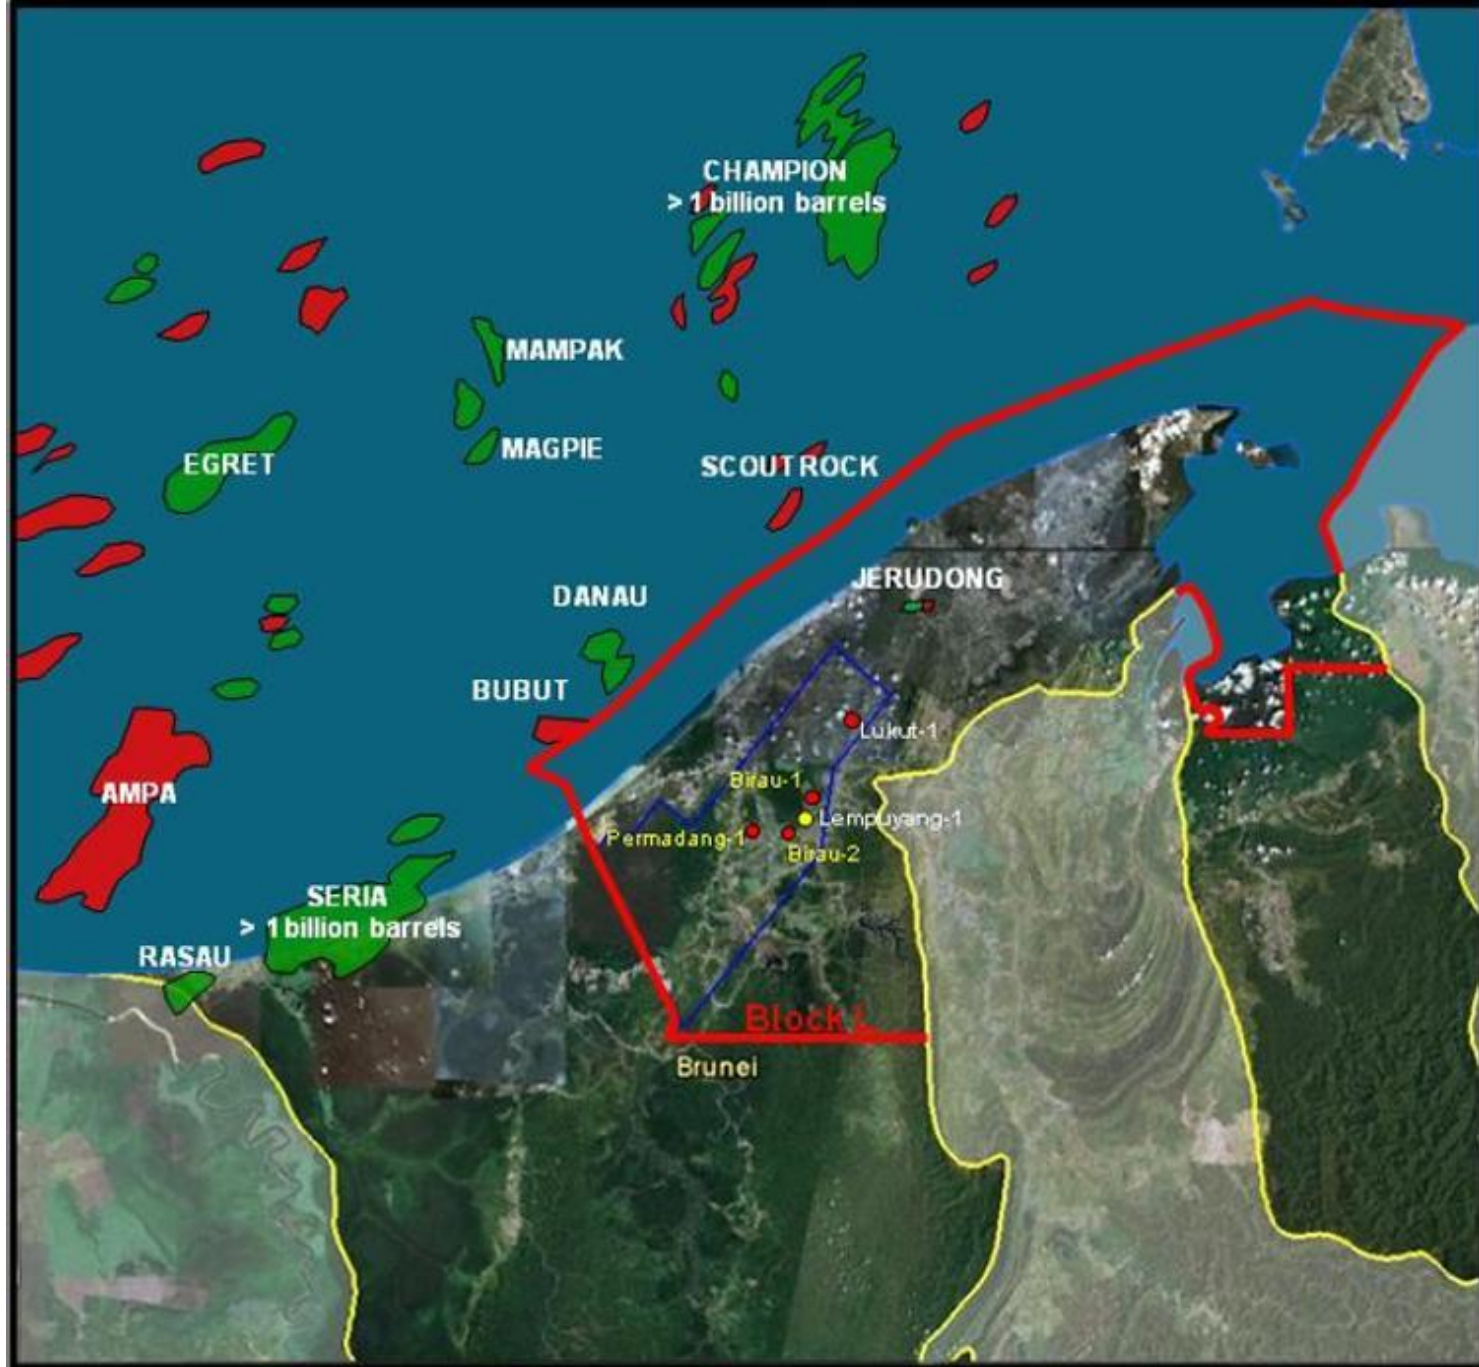 CHAMPION
> 1 billion barrels
MAMPAK
MAGPIE
EGRET
SCOUT ROCK
JERUDONG
DANAU
BUBUT
Lukut-1
Birau-1
AMPA
Lempuyang-1
Permadang-1
Birau-2
SERIA
> 1 billion barrels
RASAU
Block L
Brunei